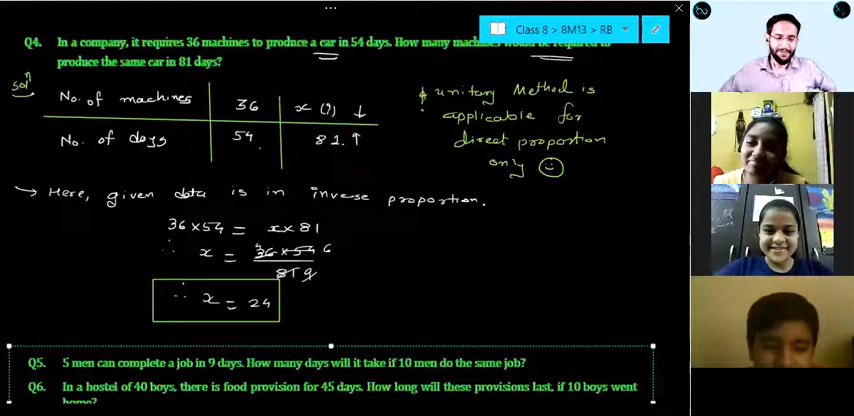 Class 8 > 8M13 > RB
Q4. In a company, it requires 36 machines to produce a car in 54 days. How many machines would be required to
produce the same car in 81 days?
Solⁿ
No. of machines 36 x (?) ↓
No. of days 54 81 ↑
unitary Method is
applicable for
direct proportion
only ☺
→ Here, given data is in inverse proportion.
36 × 54 = x × 81
∴ x = 36 × 54 6
81 9
∴ x = 24
Q5. 5 men can complete a job in 9 days. How many days will it take if 10 men do the same job?
Q6. In a hostel of 40 boys, there is food provision for 45 days. How long will these provisions last, if 10 boys went
home?